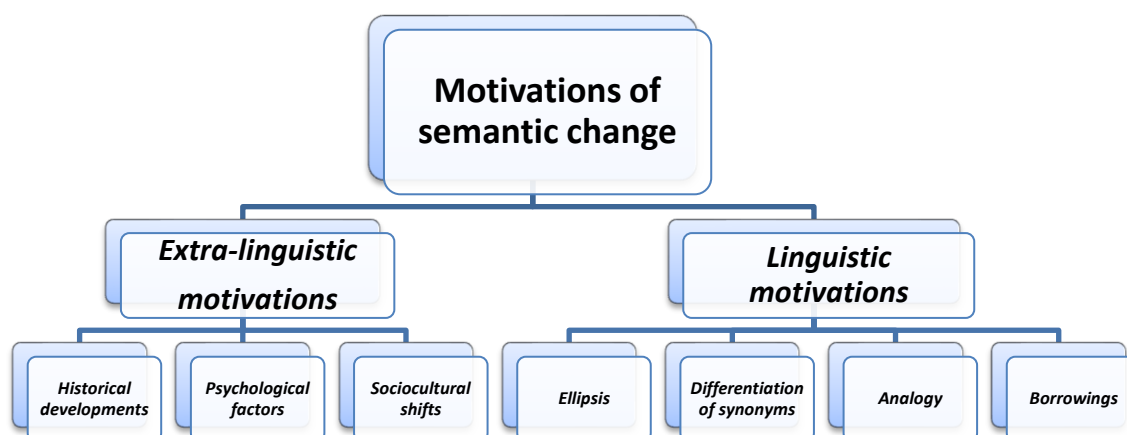 Motivations of
semantic change
Extra-linguistic
motivations
Linguistic
motivations
Historical
developments
Psychological
factors
Sociocultural
shifts
Ellipsis
Differentiation
of synonyms
Analogy
Borrowings